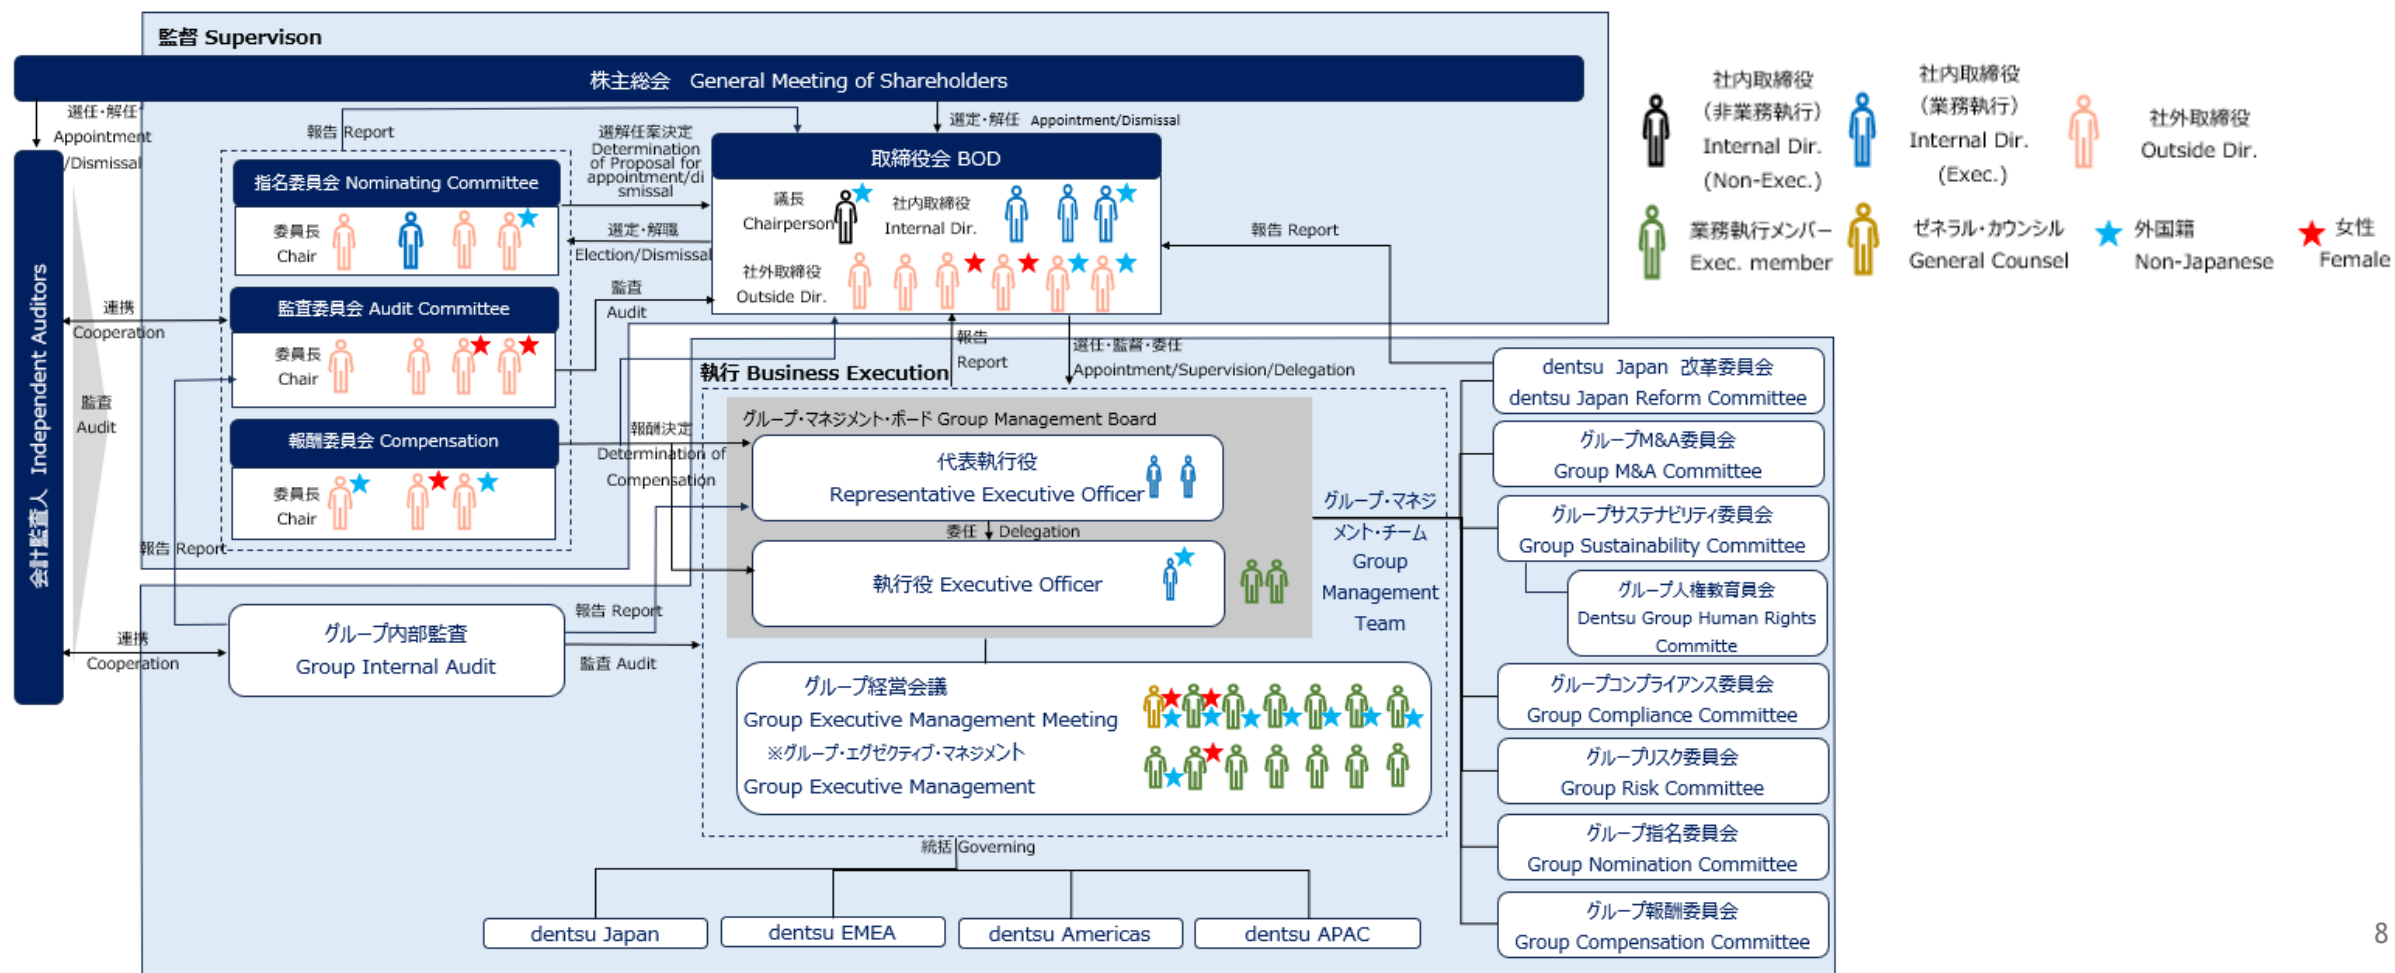 監督 Supervison
株主総会 General Meeting of Shareholders
選任・解任
Appointment
/Dismissal
報告 Report
選解任案決定
Determination
of Proposal for
appointment/di
smissal
選定・解任 Appointment/Dismissal
会計監査人 Independent Auditors
指名委員会 Nominating Committee
委員長
Chair
取締役会 BOD
議長
Chairperson
社内取締役
Internal Dir.
社外取締役
Outside Dir.
選定・解職
Election/Dismissal
報告 Report
監査委員会 Audit Committee
委員長
Chair
監査
Audit
連携
Cooperation
監査
Audit
報酬委員会 Compensation
委員長
Chair
報告 Report
報告
Report
選任・監督・委任
Appointment/Supervision/Delegation
執行 Business Execution
グループ・マネジメント・ボード Group Management Board
報酬決定
Determination of
Compensation
代表執行役
Representative Executive Officer
委任 Delegation
執行役 Executive Officer
グループ・マネジ
メント・チーム
Group
Management
Team
グループ内部監査
Group Internal Audit
報告 Report
監査 Audit
連携
Cooperation
グループ経営会議
Group Executive Management Meeting
※グループ・エグゼクティブ・マネジメント
Group Executive Management
統括 Governing
dentsu Japan
dentsu EMEA
dentsu Americas
dentsu APAC
dentsu Japan 改革委員会
dentsu Japan Reform Committee
グループM&A委員会
Group M&A Committee
グループサステナビリティ委員会
Group Sustainability Committee
グループ人権教育員会
Dentsu Group Human Rights
Committe
グループコンプライアンス委員会
Group Compliance Committee
グループリスク委員会
Group Risk Committee
グループ指名委員会
Group Nomination Committee
グループ報酬委員会
Group Compensation Committee
社内取締役
（非業務執行）
Internal Dir.
(Non-Exec.)
社内取締役
（業務執行）
Internal Dir.
(Exec.)
社外取締役
Outside Dir.
業務執行メンバー
Exec. member
ゼネラル・カウンシル
General Counsel
外国籍
Non-Japanese
女性
Female
8